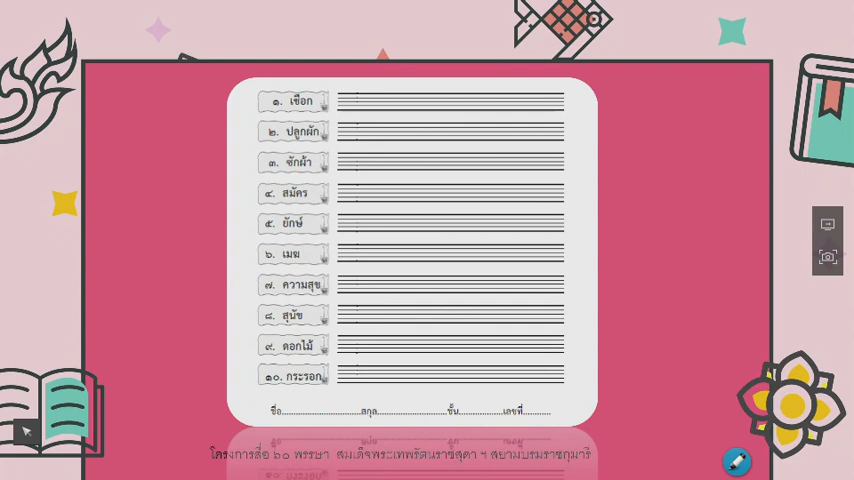 ๑. เชือก
๒. ปลูกผัก
๓. ซักผ้า
๔. สมัคร
๕. ยักษ์
๖. เมฆ
๗. ความสุข
๘. สุนัข
๙. ดอกไม้
๑๐. กระรอก
ชื่อ.......................... สกุล.......................... ชั้น.................. เลขที่..........
โครงการสื่อ ๖๐ พรรษา สมเด็จพระเทพรัตนราชสุดา ฯ สยามบรมราชกุมารี